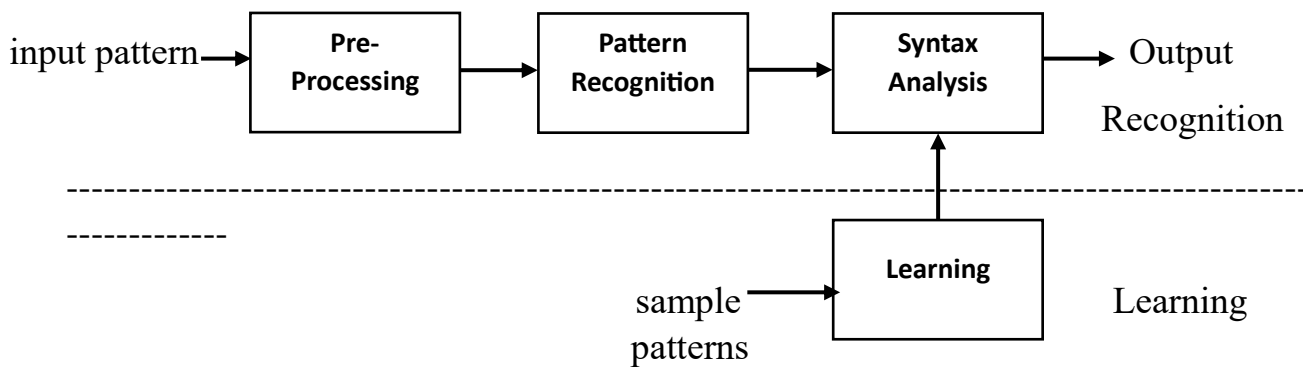 input pattern
Pre-
Processing
Pattern
Recognition
Syntax
Analysis
Output
Recognition
Learning
sample
patterns
Learning